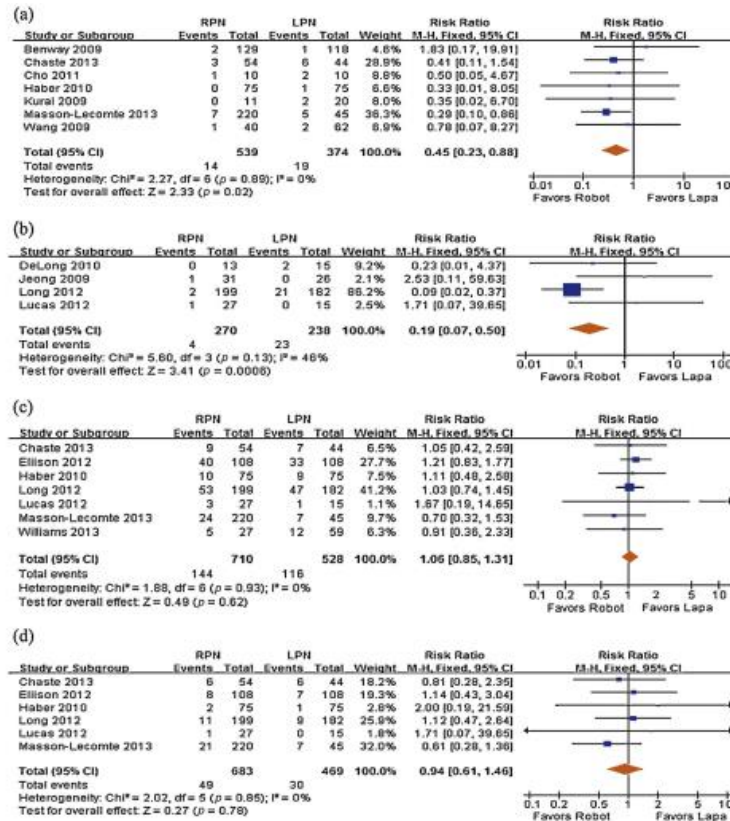 (a)
RPN LPN Risk Ratio Risk Ratio
Study or Subgroup Events Total Events Total Weight M-H, Fixed, 95% CI M-H, Fixed, 95% CI
Benway 2009 2 129 1 118 4.6% 1.83 [0.17, 19.91]
Chaste 2013 3 54 6 44 28.9% 0.41 [0.11, 1.54]
Cho 2011 1 10 2 10 8.8% 0.50 [0.05, 4.67]
Haber 2010 0 75 1 75 6.6% 0.33 [0.01, 8.05]
Kural 2009 0 11 2 20 8.0% 0.35 [0.02, 6.70]
Masson-Lecomte 2013 7 220 5 45 36.3% 0.29 [0.10, 0.86]
Wang 2009 1 40 2 62 6.9% 0.78 [0.07, 8.27]
Total (95% CI) 539 374 100.0% 0.45 [0.23, 0.88]
Total events 14 19
Heterogeneity: Chi² = 2.27, df = 6 (p = 0.89); I² = 0%
Test for overall effect: Z = 2.33 (p = 0.02)
0.01 0.1 1 10 100
Favors Robot Favors Lapa
(b)
RPN LPN Risk Ratio Risk Ratio
Study or Subgroup Events Total Events Total Weight M-H, Fixed, 95% CI M-H, Fixed, 95% CI
DeLong 2010 0 13 2 15 9.2% 0.23 [0.01, 4.37]
Jeong 2009 1 31 0 26 2.1% 2.53 [0.11, 59.63]
Long 2012 2 199 21 182 86.2% 0.09 [0.02, 0.37]
Lucas 2012 1 27 0 15 2.5% 1.71 [0.07, 39.65]
Total (95% CI) 270 238 100.0% 0.19 [0.07, 0.50]
Total events 4 23
Heterogeneity: Chi² = 5.60, df = 3 (p = 0.13); I² = 46%
Test for overall effect: Z = 3.41 (p = 0.0006)
0.01 0.1 1 10 100
Favors Robot Favors Lapa
(c)
RPN LPN Risk Ratio Risk Ratio
Study or Subgroup Events Total Events Total Weight M-H, Fixed, 95% CI M-H, Fixed, 95% CI
Chaste 2013 9 54 7 44 6.5% 1.05 [0.42, 2.59]
Ellison 2012 40 108 33 108 27.7% 1.21 [0.83, 1.77]
Haber 2010 10 75 9 75 7.5% 1.11 [0.48, 2.58]
Long 2012 53 199 47 182 41.2% 1.03 [0.74, 1.45]
Lucas 2012 3 27 1 15 1.67 [0.19, 14.65]
Masson-Lecomte 2013 24 220 7 45 9.7% 0.70 [0.32, 1.53]
Williams 2013 5 27 12 59 0.91 [0.36, 2.33]
Total (95% CI) 710 528 100.0% 1.06 [0.85, 1.31]
Total events 144 116
Heterogeneity: Chi² = 1.88, df = 6 (p = 0.93); I² = 0%
Test for overall effect: Z = 0.49 (p = 0.62)
0.1 0.2 0.5 1 2 5 10
Favors Robot Favors Lapa
(d)
RPN LPN Risk Ratio Risk Ratio
Study or Subgroup Events Total Events Total Weight M-H, Fixed, 95% CI M-H, Fixed, 95% CI
Chaste 2013 6 54 6 44 18.2% 0.81 [0.28, 2.35]
Ellison 2012 8 108 7 108 19.3% 1.14 [0.43, 3.04]
Haber 2010 2 75 1 75 2.8% 2.00 [0.19, 21.59]
Long 2012 11 199 9 182 25.9% 1.12 [0.47, 2.64]
Lucas 2012 1 27 0 15 1.71 [0.07, 39.65]
Masson-Lecomte 2013 21 220 7 45 32.0% 0.61 [0.28, 1.36]
Total (95% CI) 683 469 100.0% 0.94 [0.61, 1.46]
Total events 49 30
Heterogeneity: Chi² = 2.02, df = 5 (p = 0.85); I² = 0%
Test for overall effect: Z = 0.27 (p = 0.78)
0.1 0.2 0.5 1 2 5 10
Favors Robot Favors Lapa